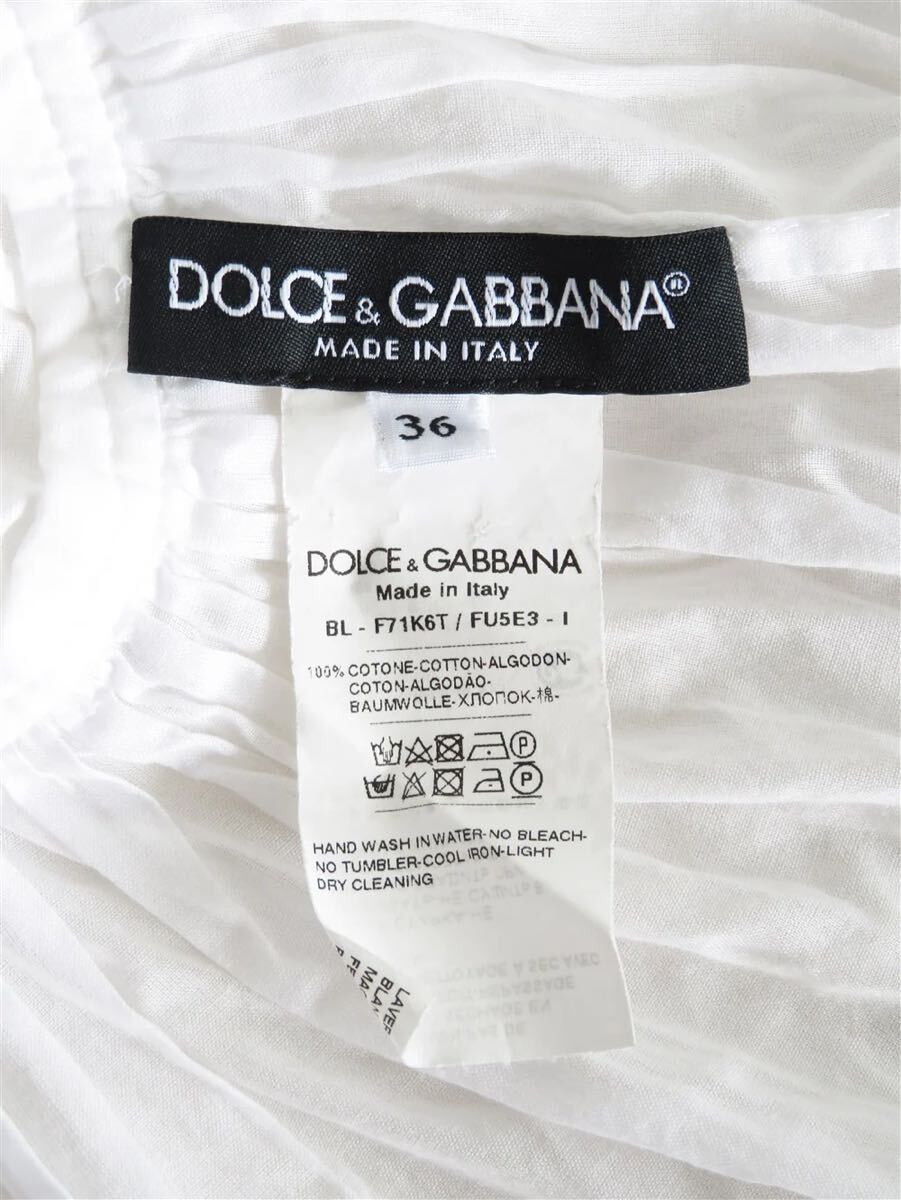 DOLCE & GABBANA®
MADE IN ITALY
36
DOLCE & GABBANA
Made in Italy
BL - F71K6T / FU5E3 - I
100% COTONE-COTTON-ALGODON-
COTON-ALGODÃO-
BAUMWOLLE-ХЛОПОК-棉-
P
P
HAND WASH IN WATER-NO BLEACH-
NO TUMBLER-COOL IRON-LIGHT
DRY CLEANING
LAVER